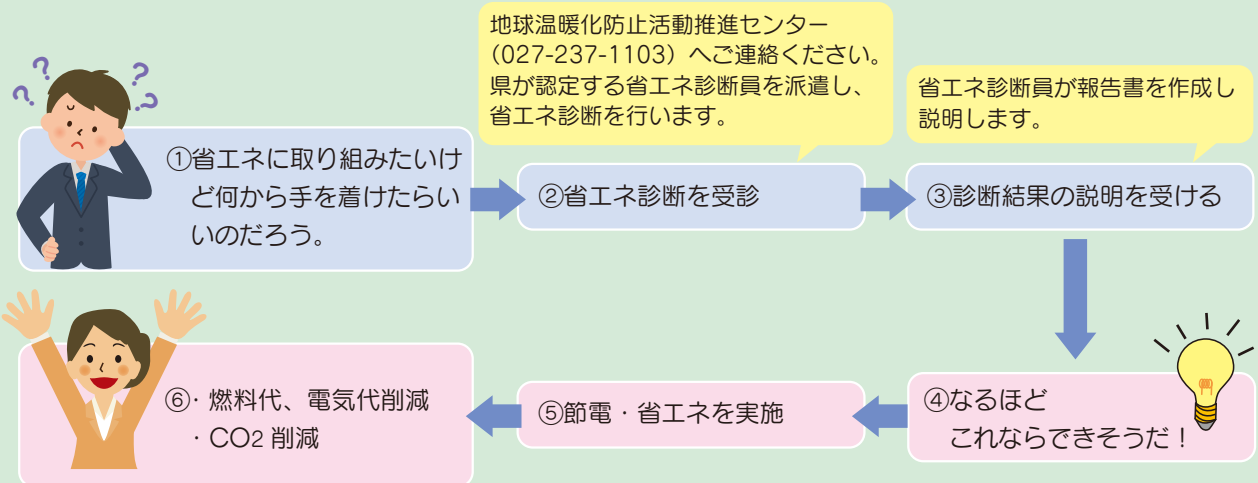 ①省エネに取り組みたいけ
ど何から手を着けたらい
いのだろう。
地球温暖化防止活動推進センター
（027-237-1103）へご連絡ください。
県が認定する省エネ診断員を派遣し、
省エネ診断を行います。
②省エネ診断を受診
省エネ診断員が報告書を作成し
説明します。
③診断結果の説明を受ける
④なるほど
これならできそうだ！
⑤節電・省エネを実施
⑥・燃料代、電気代削減
・CO2 削減
? ? ? ?